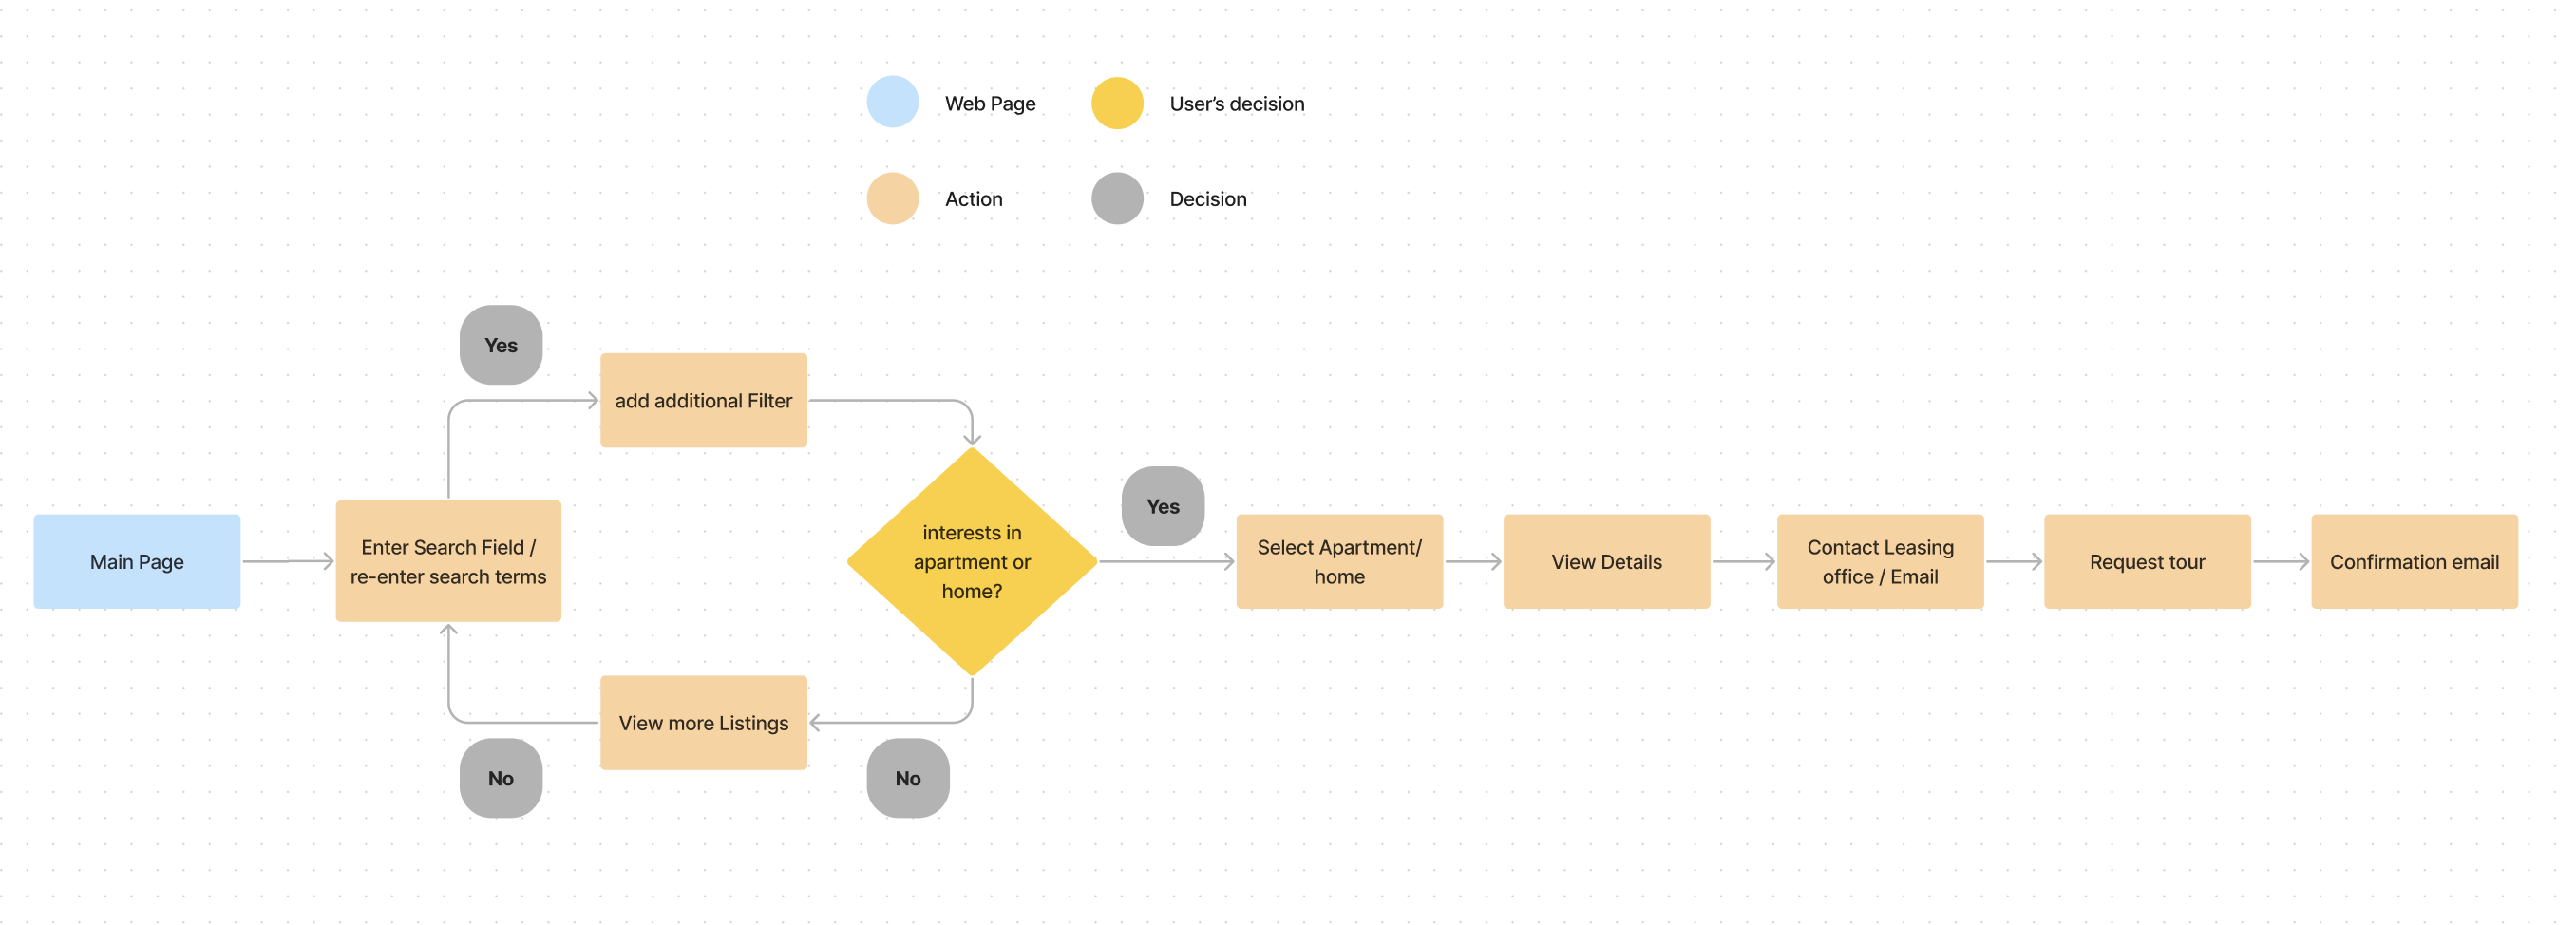 Web Page
User’s decision
Action
Decision
Yes
add additional Filter
Main Page
Enter Search Field /
re-enter search terms
interests in
apartment or
home?
Yes
Select Apartment/
home
View Details
Contact Leasing
office / Email
Request tour
Confirmation email
View more Listings
No
No